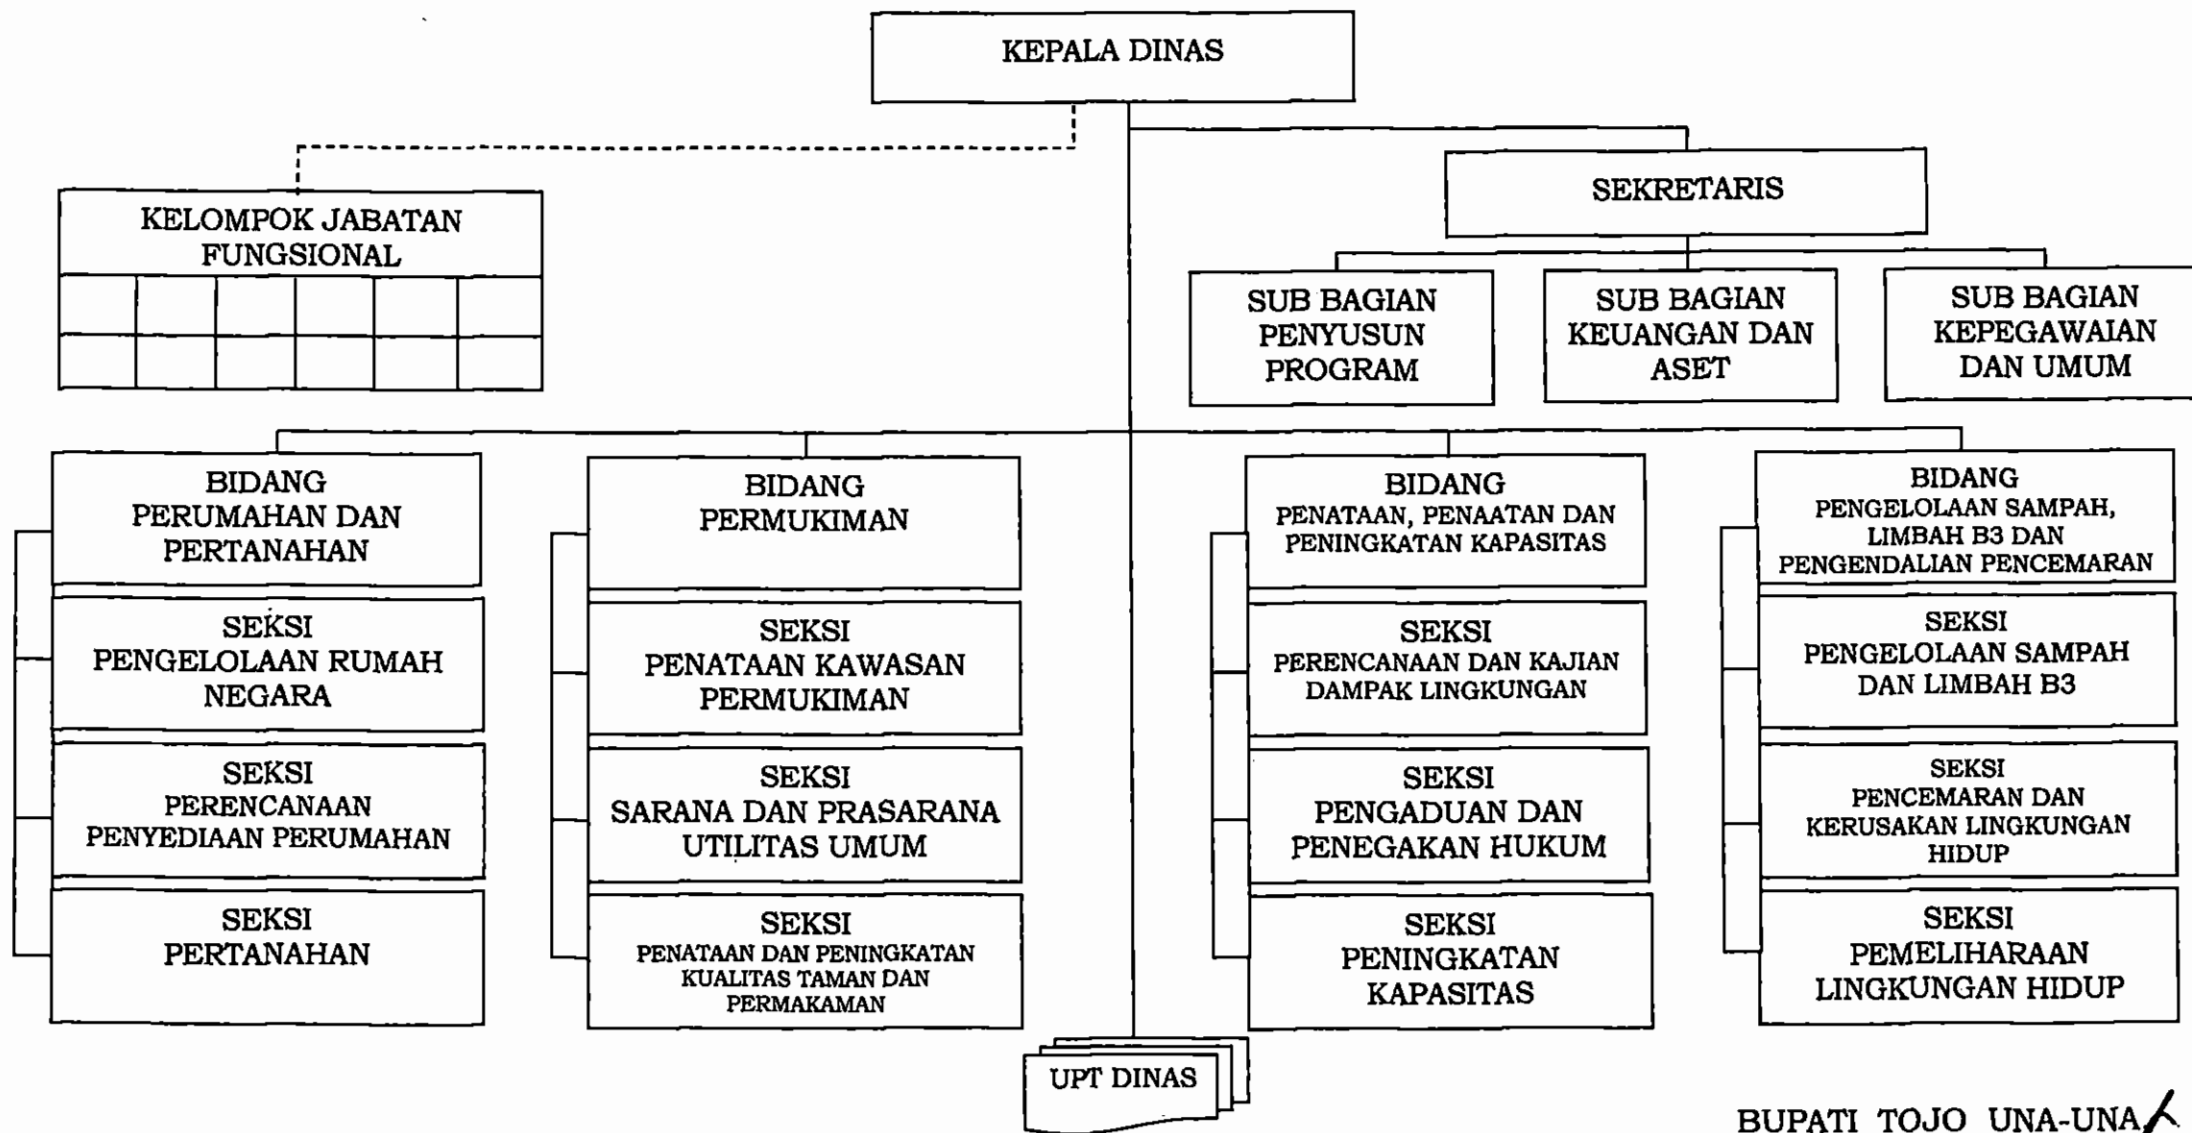 KEPALA DINAS
SEKRETARIS
KELOMPOK JABATAN
FUNGSIONAL
SUB BAGIAN
PENYUSUN
PROGRAM
SUB BAGIAN
KEUANGAN DAN
ASET
SUB BAGIAN
KEPEGAWAIAN
DAN UMUM
BIDANG
PERUMAHAN DAN
PERTANAHAN
SEKSI
PENGELOLAAN RUMAH
NEGARA
SEKSI
PERENCANAAN
PENYEDIAAN PERUMAHAN
SEKSI
PERTANAHAN
BIDANG
PERMUKIMAN
SEKSI
PENATAAN KAWASAN
PERMUKIMAN
SEKSI
SARANA DAN PRASARANA
UTILITAS UMUM
SEKSI
PENATAAN DAN PENINGKATAN
KUALITAS TAMAN DAN
PERMAKAMAN
BIDANG
PENATAAN, PENAATAN DAN
PENINGKATAN KAPASITAS
SEKSI
PERENCANAAN DAN KAJIAN
DAMPAK LINGKUNGAN
SEKSI
PENGADUAN DAN
PENEGAKAN HUKUM
SEKSI
PENINGKATAN
KAPASITAS
BIDANG
PENGELOLAAN SAMPAH,
LIMBAH B3 DAN
PENGENDALIAN PENCEMARAN
SEKSI
PENGELOLAAN SAMPAH
DAN LIMBAH B3
SEKSI
PENCEMARAN DAN
KERUSAKAN LINGKUNGAN
HIDUP
SEKSI
PEMELIHARAAN
LINGKUNGAN HIDUP
UPT DINAS
BUPATI TOJO UNA-UNA